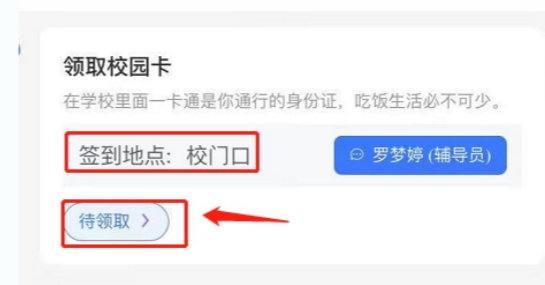 领取校园卡
在学校里面一卡通是你通行的身份证，吃饭生活必不可少。
签到地点: 校门口
罗梦婷 (辅导员)
待领取 >